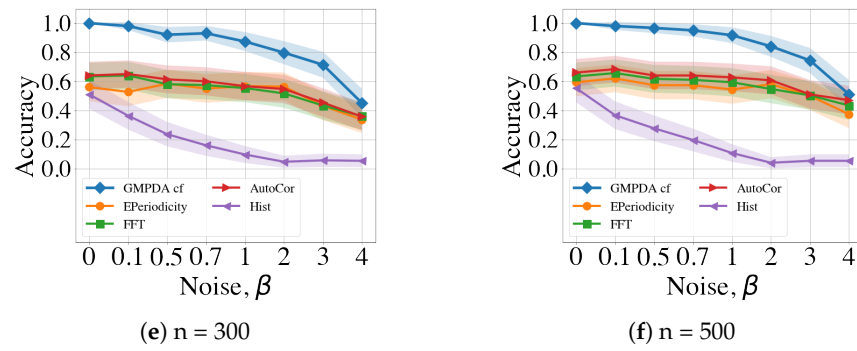 Accuracy
1.0
0.8
0.6
0.4
0.2
0.0
GMPDA cf
EPeriodicity
FFT
AutoCor
Hist
0 0.1 0.5 0.7 1 2 3 4
Noise, β
(e) n = 300
Accuracy
1.0
0.8
0.6
0.4
0.2
0.0
GMPDA cf
EPeriodicity
FFT
AutoCor
Hist
0 0.1 0.5 0.7 1 2 3 4
Noise, β
(f) n = 500